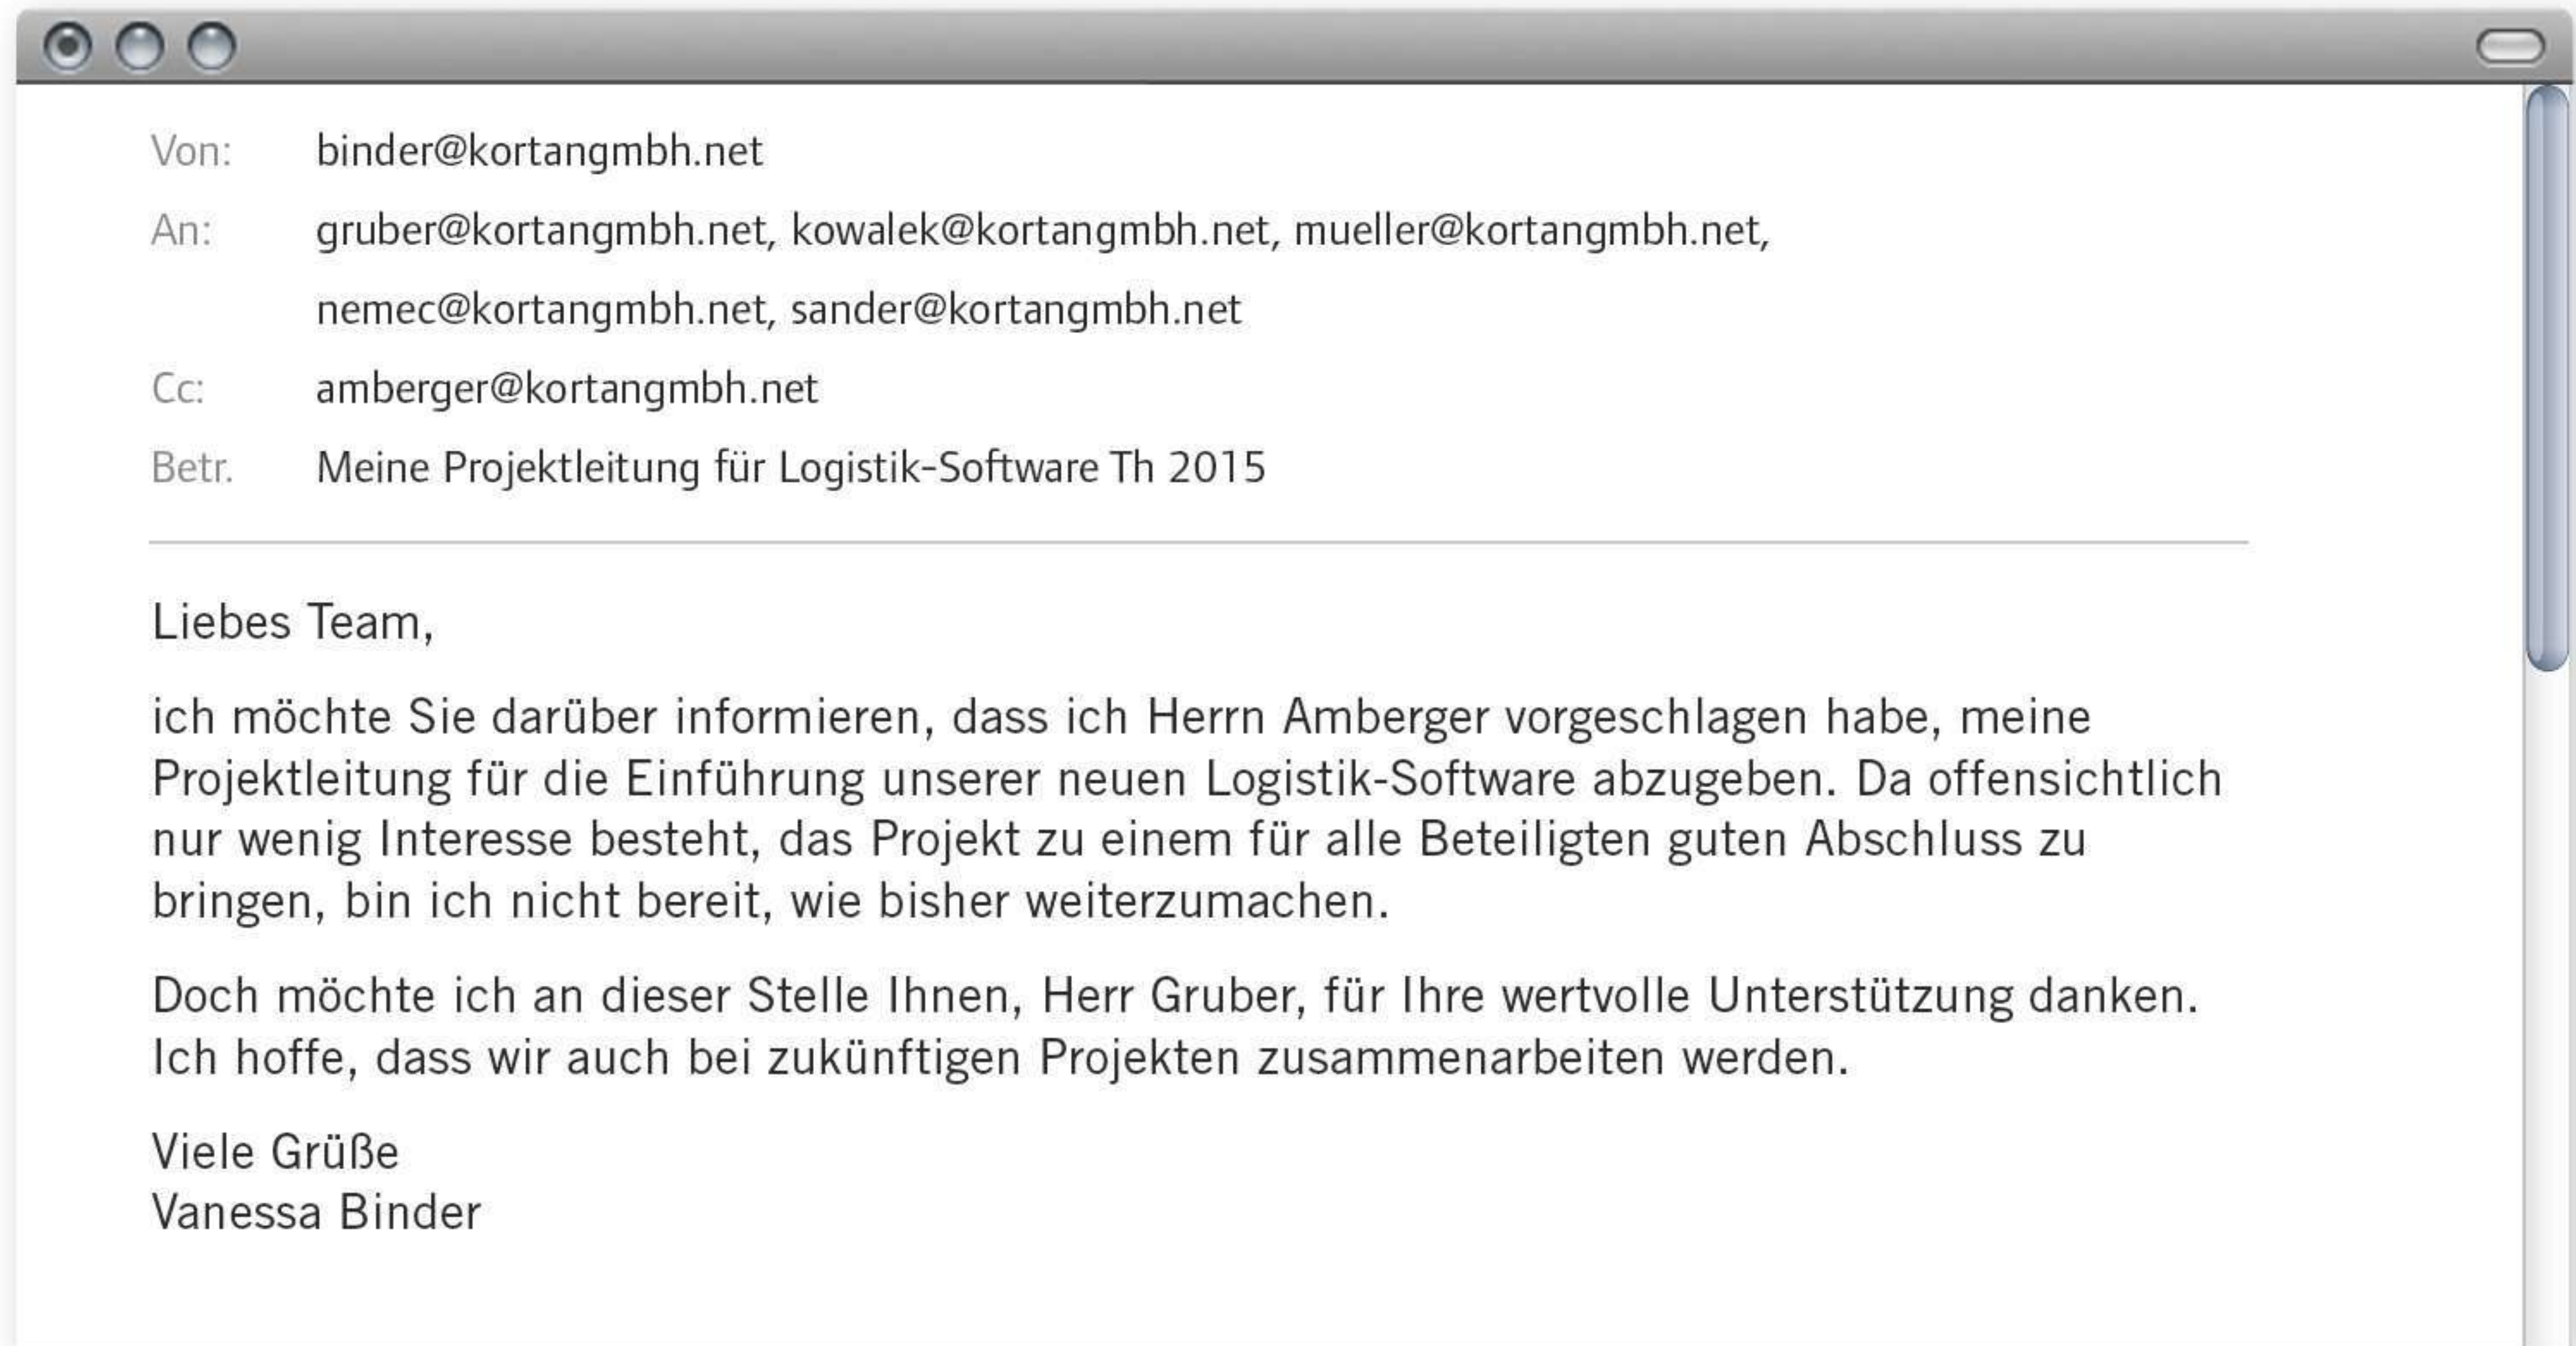 Von: binder@kortangmbh.net
An: gruber@kortangmbh.net, kowalek@kortangmbh.net, mueller@kortangmbh.net,
nemec@kortangmbh.net, sander@kortangmbh.net
Cc: amberger@kortangmbh.net
Betr. Meine Projektleitung für Logistik-Software Th 2015
Liebes Team,
ich möchte Sie darüber informieren, dass ich Herrn Amberger vorgeschlagen habe, meine
Projektleitung für die Einführung unserer neuen Logistik-Software abzugeben. Da offensichtlich
nur wenig Interesse besteht, das Projekt zu einem für alle Beteiligten guten Abschluss zu
bringen, bin ich nicht bereit, wie bisher weiterzumachen.
Doch möchte ich an dieser Stelle Ihnen, Herr Gruber, für Ihre wertvolle Unterstützung danken.
Ich hoffe, dass wir auch bei zukünftigen Projekten zusammenarbeiten werden.
Viele Grüße
Vanessa Binder